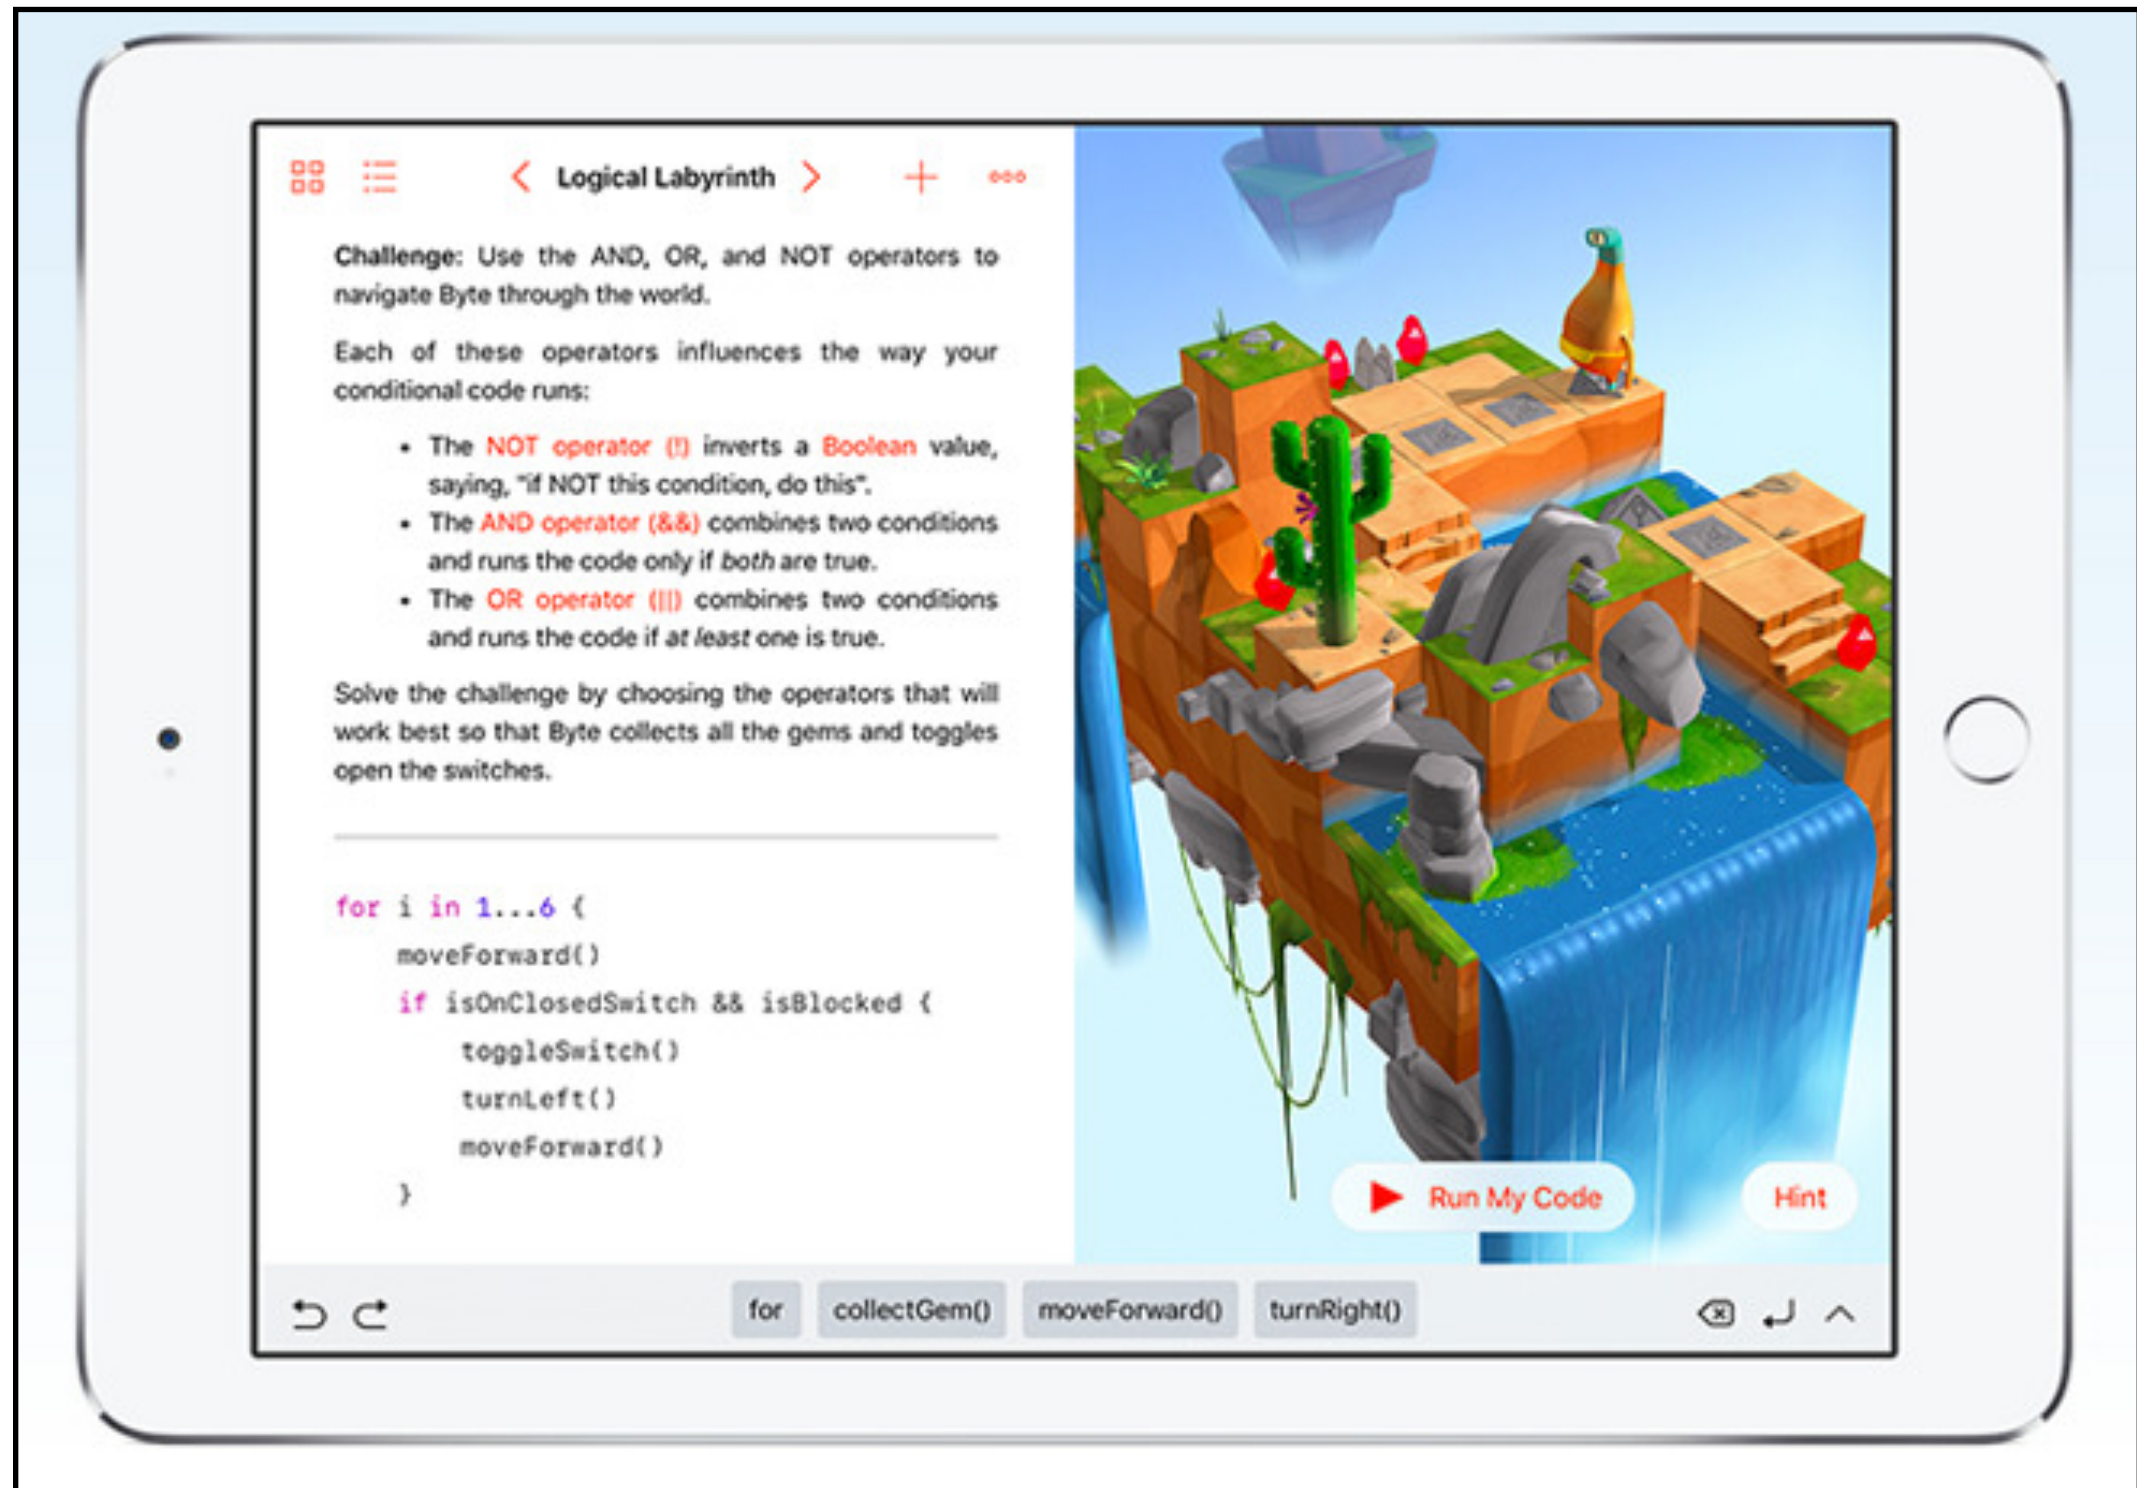 Logical Labyrinth
Challenge: Use the AND, OR, and NOT operators to
navigate Byte through the world.
Each of these operators influences the way your
conditional code runs:
• The NOT operator (!) inverts a Boolean value,
saying, "if NOT this condition, do this".
• The AND operator (&&) combines two conditions
and runs the code only if both are true.
• The OR operator (||) combines two conditions
and runs the code if at least one is true.
Solve the challenge by choosing the operators that will
work best so that Byte collects all the gems and toggles
open the switches.
for i in 1...6 {
moveForward()
if isOnClosedSwitch && isBlocked {
toggleSwitch()
turnLeft()
moveForward()
}
Run My Code
Hint
for
collectGem()
moveForward()
turnRight()